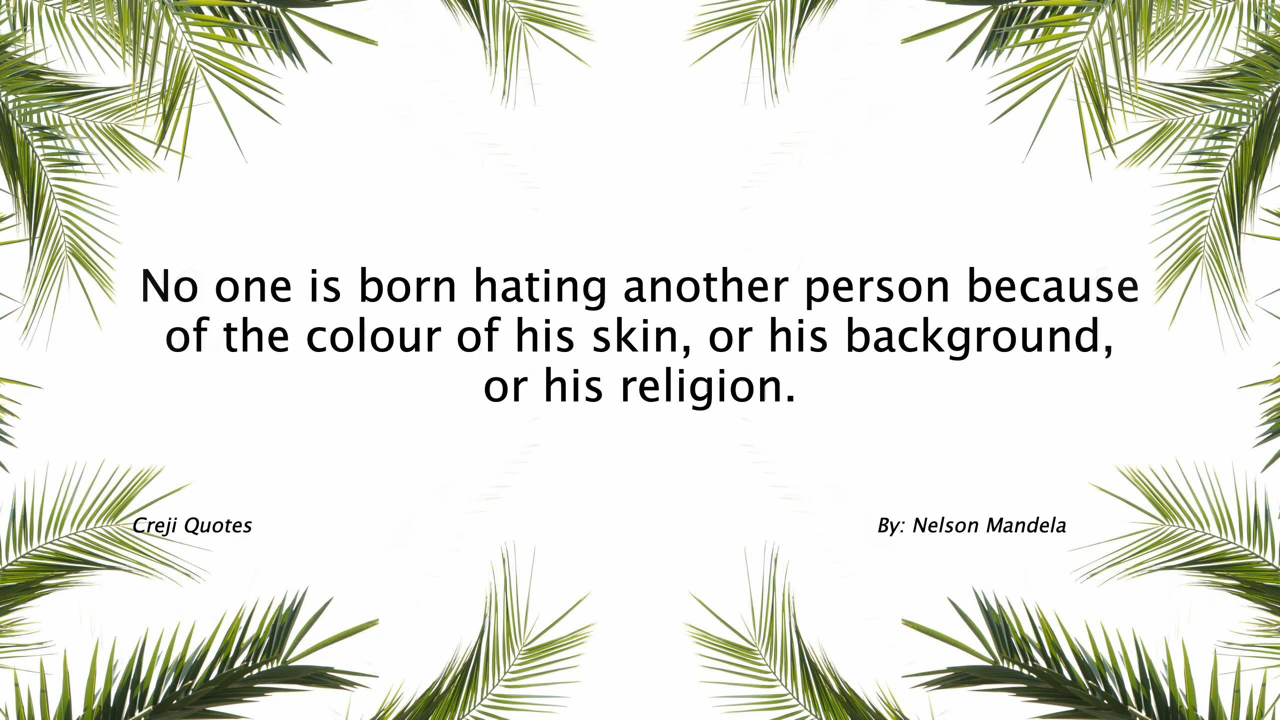 No one is born hating another person because
of the colour of his skin, or his background,
or his religion.
Creji Quotes
By: Nelson Mandela